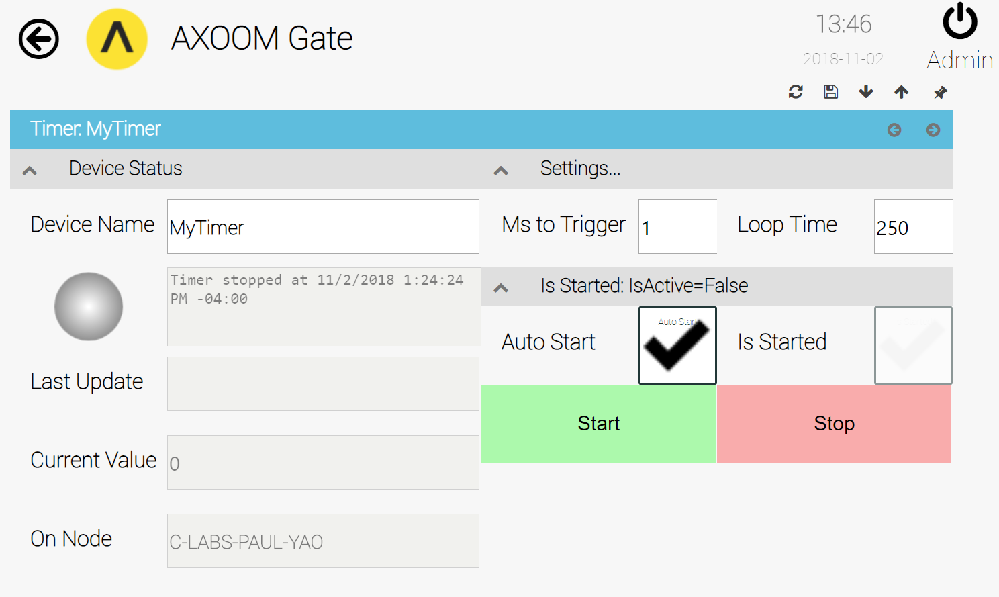 AXOOM Gate
13:46
2018-11-02
Admin
Timer: MyTimer
Device Status
Settings...
Device Name
MyTimer
Ms to Trigger
1
Loop Time
250
Timer stopped at 11/2/2018 1:24:24
PM -04:00
Is Started: IsActive=False
Auto Start
Auto Start
Is Started
Last Update
Start
Stop
Current Value
0
On Node
C-LABS-PAUL-YAO